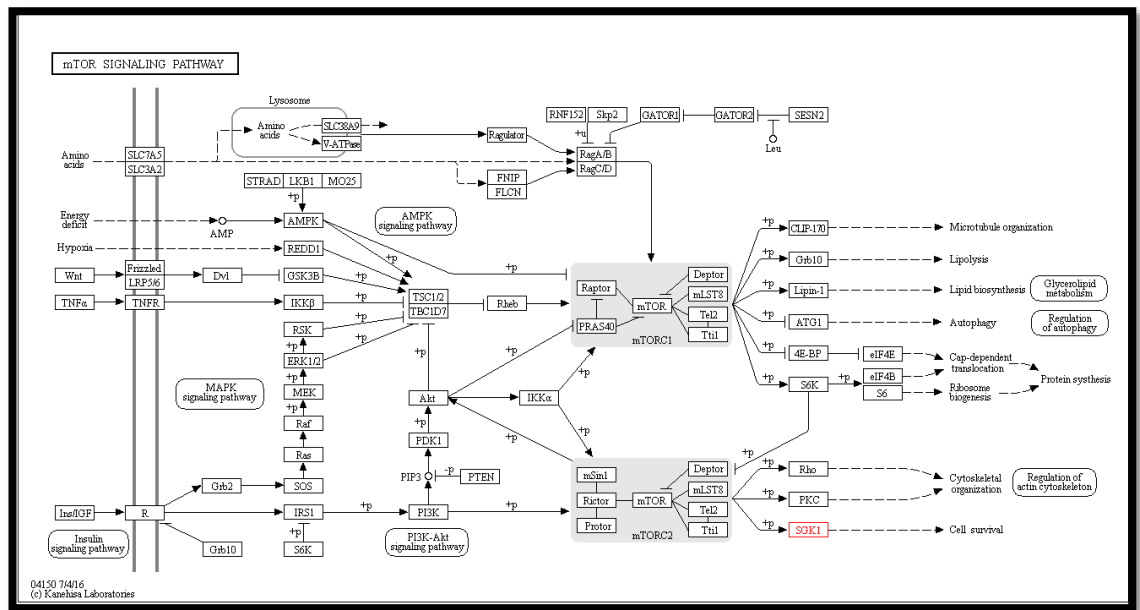 mTOR SIGNALING PATHWAY
Lysosome
Amino
acids
SLC38A9
V-ATPase
Ragulator
RNF152
Skp2
GATOR1
GATOR2
SESN2
+u
Leu
Amino
acids
SLC7A5
SLC3A2
RagA/B
RagC/D
FNIP
FLCN
STRAD
LKB1
MO25
+p
Energy
deficit
AMP
AMPK
AMPK
signaling pathway
Hypoxia
REDD1
+p
+p
+p
Wnt
Frizzled
LRP5/6
Dvl
GSK3B
+p
TNFα
TNFR
IKKβ
+p
TSC1/2
TBC1D7
Rheb
Raptor
mTOR
PRAS40
Deptor
mLST8
Tel2
Tti1
mTORC1
+p
CLIP-170
Microtubule organization
+p
Grb10
Lipolysis
+p
Lipin-1
Lipid biosynthesis
Glycerolipid
metabolism
+p
ATG1
Autophagy
Regulation
of autophagy
+p
4E-BP
eIF4E
Cap-dependent
translocation
+p
S6K
+p
eIF4B
S6
Ribosome
biogenesis
Protein systhesis
RSK
+p
+p
+p
ERK1/2
+p
MEK
+p
Raf
Ras
SOS
MAPK
signaling pathway
+p
Akt
+p
+p
IKKα
+p
+p
+p
PDK1
PIP3
-p
PTEN
+p
Grb2
Ins/IGF
R
IRS1
+p
PI3K
+p
Insulin
signaling pathway
Grb10
+p
S6K
PI3K-Akt
signaling pathway
mSin1
Rictor
Protor
mTOR
Deptor
mLST8
Tel2
Tti1
mTORC2
+p
+p
Rho
+p
PKC
Cytoskeletal
organization
Regulation of
actin cytoskeleton
+p
SGK1
Cell survival
04150 7/4/16
(c) Kanehisa Laboratories